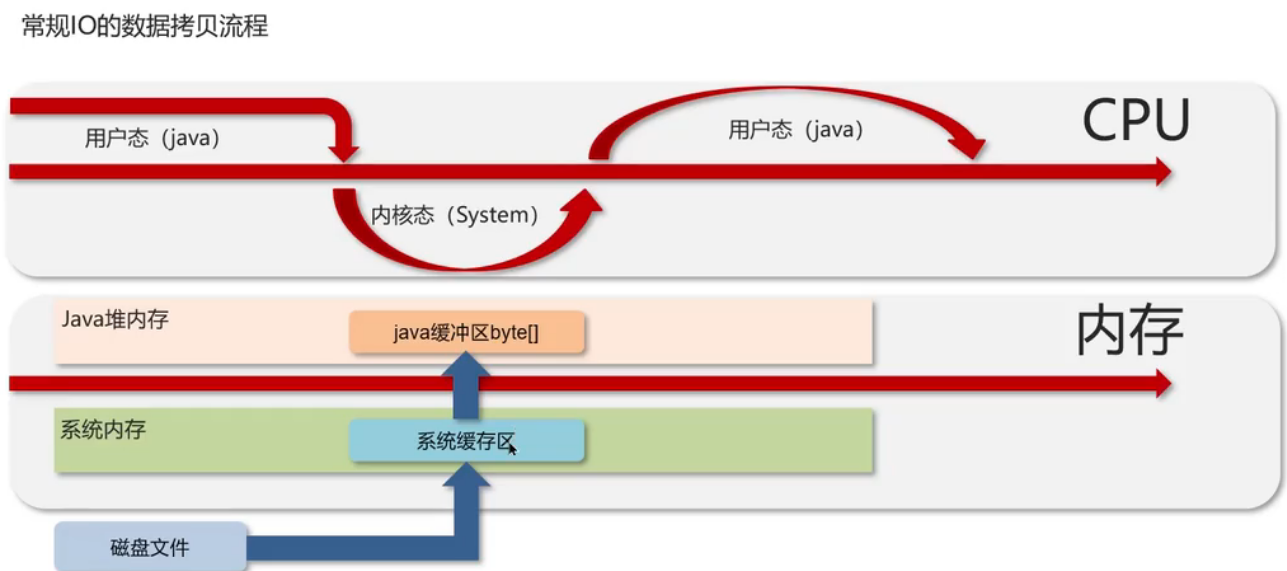 常规IO的数据拷贝流程
CPU
用户态（java）
用户态（java）
内核态（System）
Java堆内存
java缓冲区byte[]
内存
系统内存
系统缓存区
磁盘文件